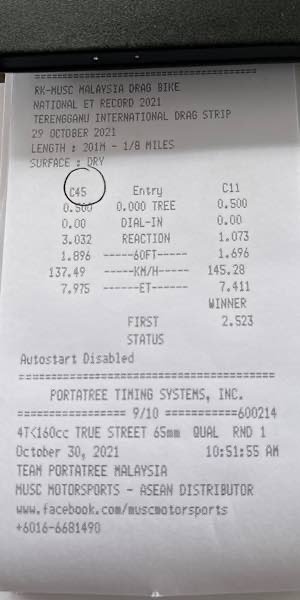 =====================================
RK-MUSC MALAYSIA DRAG BIKE
NATIONAL ET RECORD 2021
TERENGGANU INTERNATIONAL DRAG STRIP
29 OCTOBER 2021
LENGTH : 201M - 1/8 MILES
SURFACE : DRY
C45 Entry C11
0.500 0.000 TREE 0.500
0.00 DIAL-IN 0.00
3.032 REACTION 1.073
1.896 -----60FT----- 1.696
137.49 -----KM/H----- 145.28
7.975 ------ET------ 7.411
WINNER
FIRST 2.523
STATUS
Autostart Disabled
=====================================
PORTATREE TIMING SYSTEMS, INC.
================ 9/10 ===========600214
4T<160cc TRUE STREET 65mm QUAL RND 1
October 30, 2021 10:51:55 AM
TEAM PORTATREE MALAYSIA
MUSC MOTORSPORTS - ASEAN DISTRIBUTOR
www.facebook.com/muscmotorsports
+6016-6681490